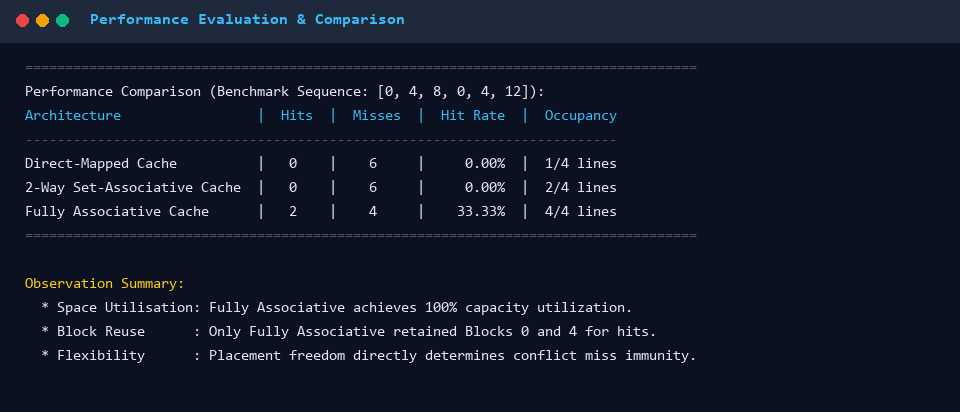 Performance Evaluation & Comparison
====================================================================================
Performance Comparison (Benchmark Sequence: [0, 4, 8, 0, 4, 12]):
Architecture                 |  Hits  |  Misses  |  Hit Rate  |  Occupancy
--------------------------------------------------------------------------
Direct-Mapped Cache          |   0    |    6     |     0.00%  |  1/4 lines
2-Way Set-Associative Cache  |   0    |    6     |     0.00%  |  2/4 lines
Fully Associative Cache      |   2    |    4     |    33.33%  |  4/4 lines
====================================================================================
Observation Summary:
  * Space Utilisation: Fully Associative achieves 100% capacity utilization.
  * Block Reuse      : Only Fully Associative retained Blocks 0 and 4 for hits.
  * Flexibility      : Placement freedom directly determines conflict miss immunity.